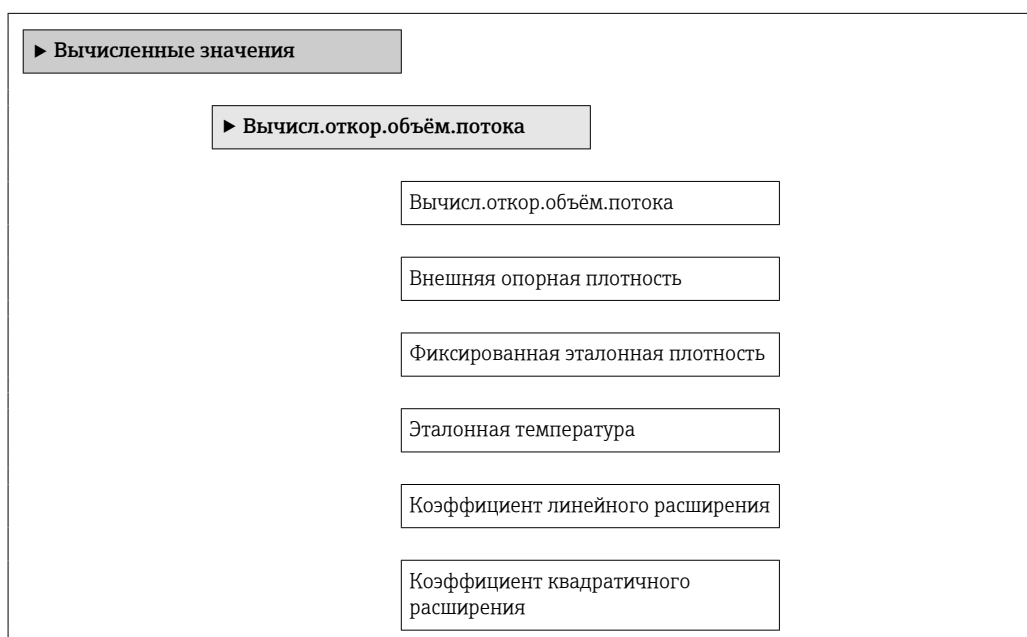 ▶ Вычисленные значения
▶ Вычисл.откор.объём.потока
Вычисл.откор.объём.потока
Внешняя опорная плотность
Фиксированная эталонная плотность
Эталонная температура
Коэффициент линейного расширения
Коэффициент квадратичного
расширения